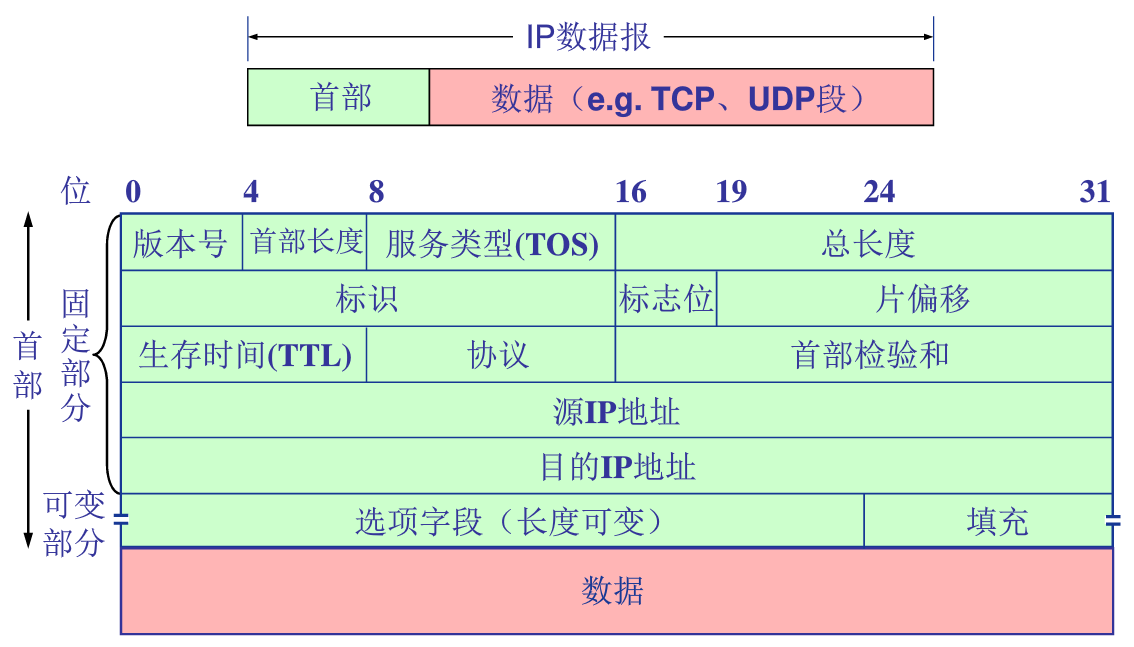 IP数据报
首部 数据（e.g. TCP、UDP段）
位 0 4 8 16 19 24 31
版本号 首部长度 服务类型(TOS) 总长度
标识 标志位 片偏移
生存时间(TTL) 协议 首部检验和
源IP地址
目的IP地址
选项字段（长度可变） 填充
数据
首部
固定部分
可变
部分